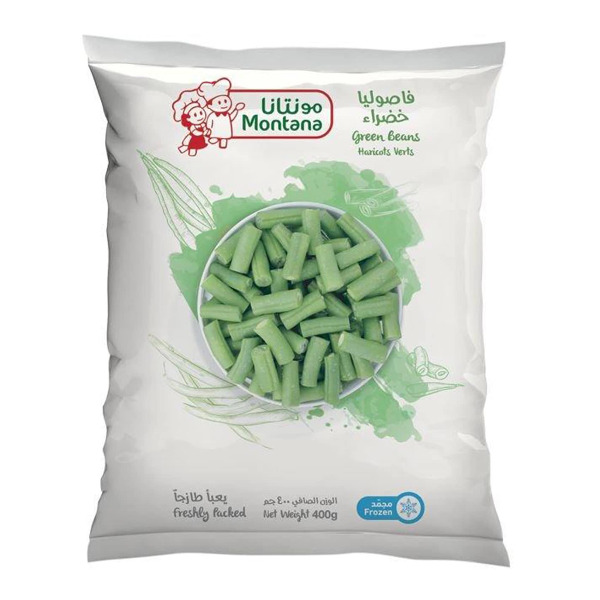 مونتانا
Montana
فاصوليا
خضراء
Green Beans
Haricots Verts
يعبأ طازجاً
Freshly Packed
الوزن الصافي ٤٠٠ جم
Net Weight 400g
مجمّد
Frozen